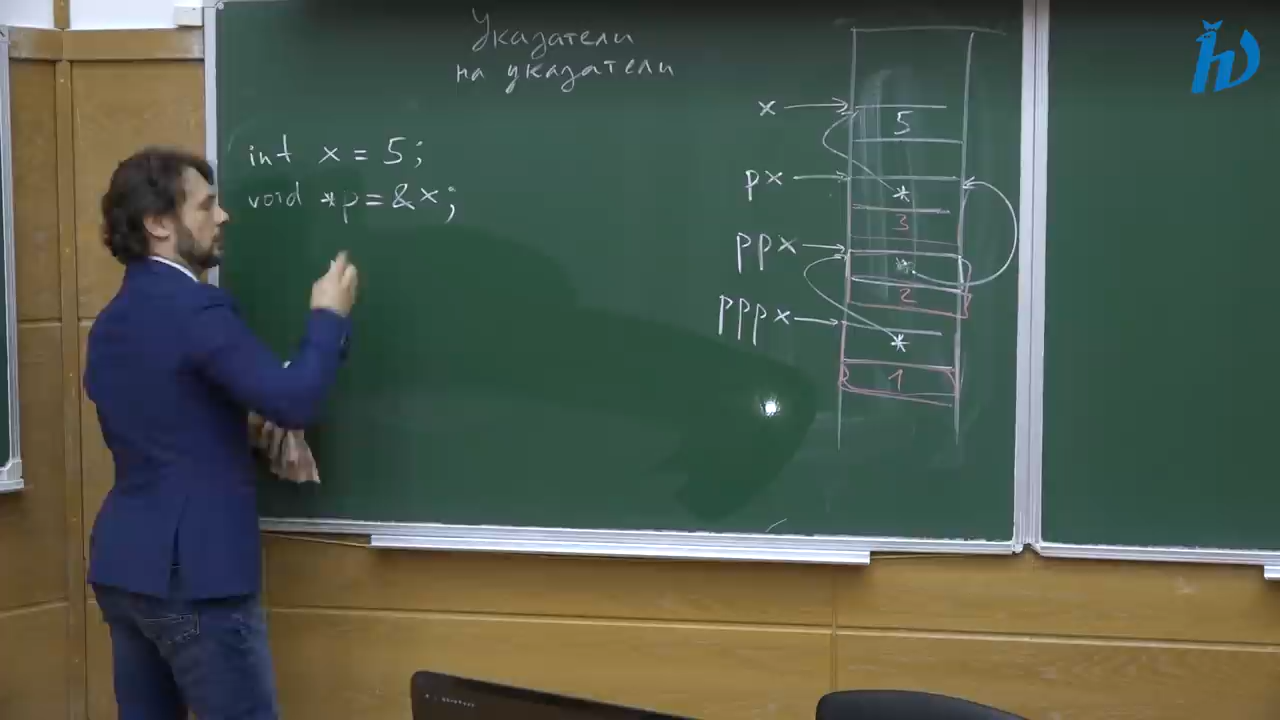 Указатели
на указатели
int x = 5;
void *p = &x;
x
5
px
*
3
ppx
*
2
pppx
*
1